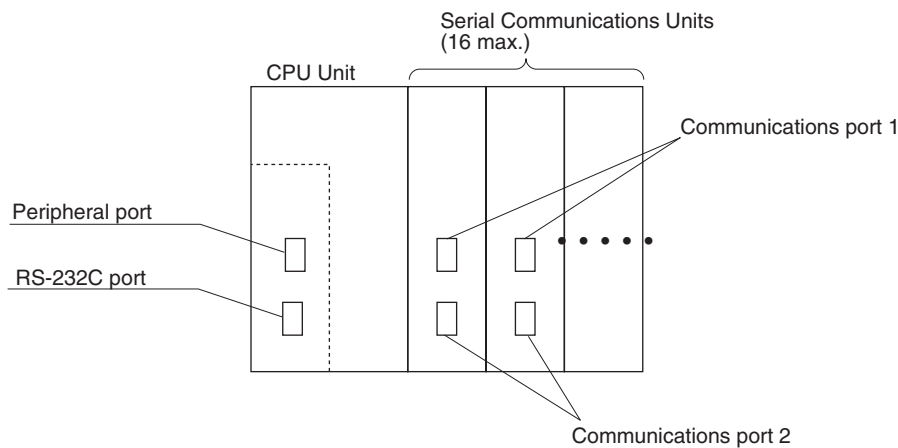 Serial Communications Units
(16 max.)
CPU Unit
Communications port 1
Peripheral port
RS-232C port
Communications port 2